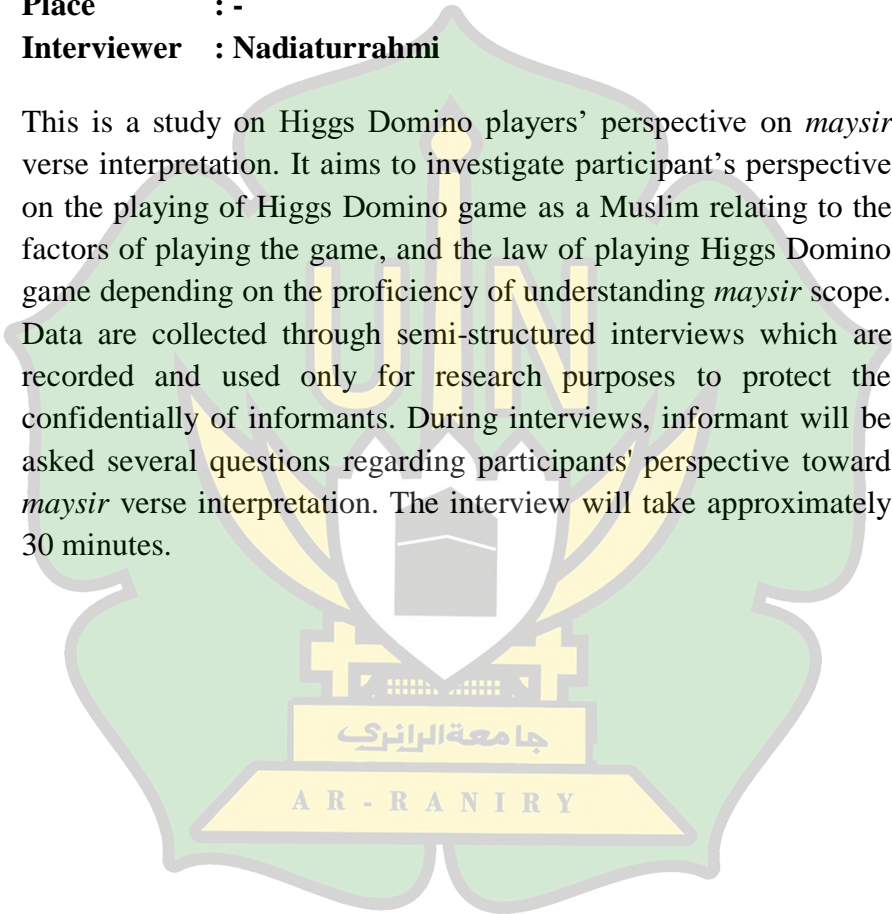 Place : -
Interviewer : Nadiaturrahmi
This is a study on Higgs Domino players’ perspective on maysir
verse interpretation. It aims to investigate participant’s perspective
on the playing of Higgs Domino game as a Muslim relating to the
factors of playing the game, and the law of playing Higgs Domino
game depending on the proficiency of understanding maysir scope.
Data are collected through semi-structured interviews which are
recorded and used only for research purposes to protect the
confidentially of informants. During interviews, informant will be
asked several questions regarding participants' perspective toward
maysir verse interpretation. The interview will take approximately
30 minutes.
UIN
جامعة الرانري
AR-RANIRY